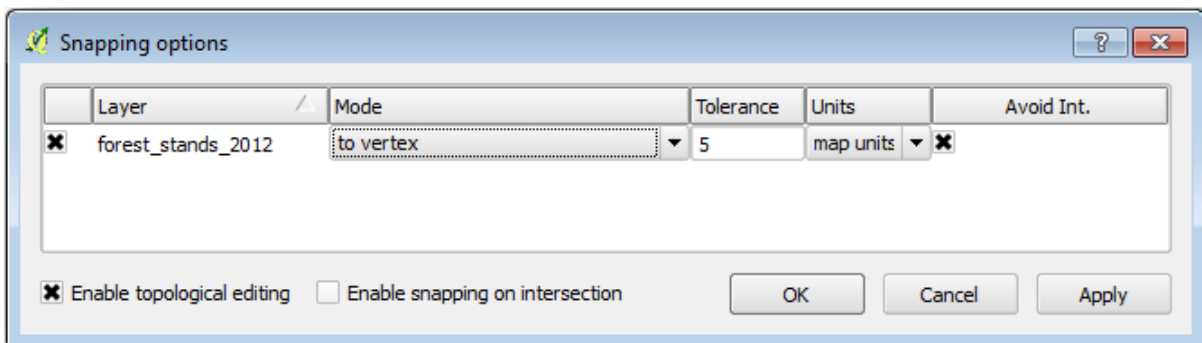 Snapping options
Layer Mode Tolerance Units Avoid Int.
forest_stands_2012 to vertex 5 map units
Enable topological editing Enable snapping on intersection OK Cancel Apply